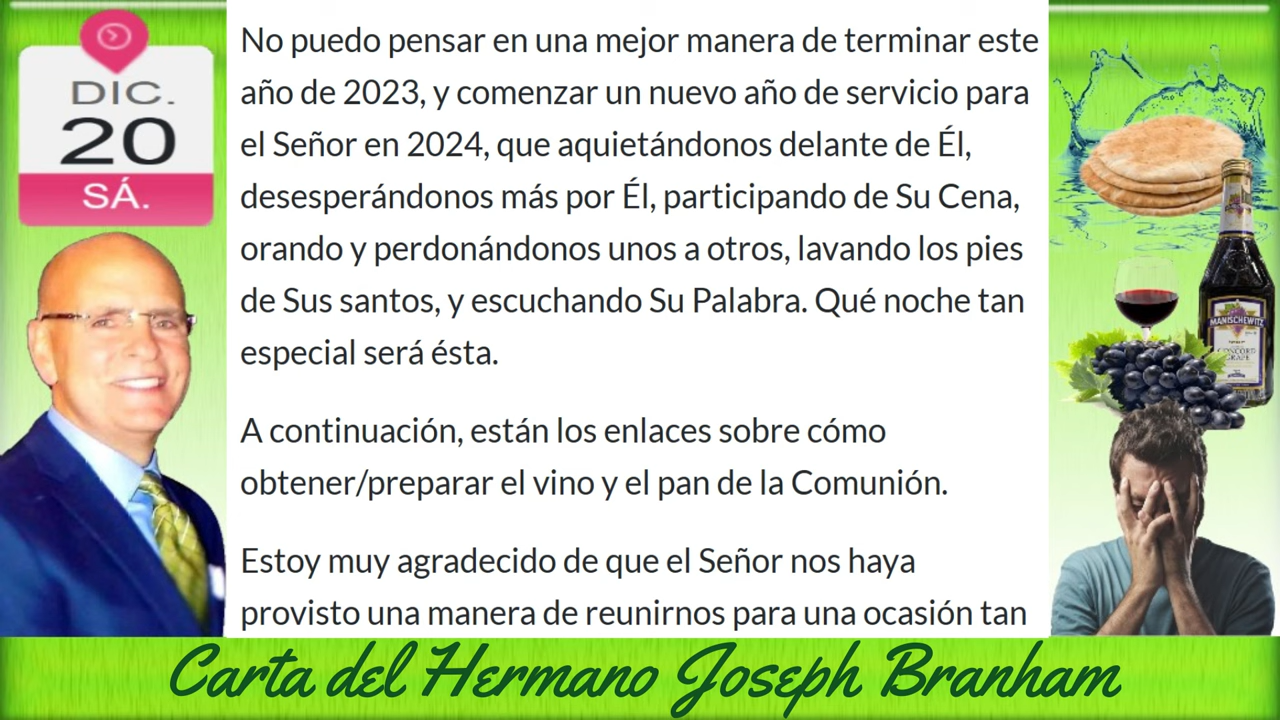 DIC.
20
SÁ.
No puedo pensar en una mejor manera de terminar este
año de 2023, y comenzar un nuevo año de servicio para
el Señor en 2024, que aquietándonos delante de Él,
desesperándonos más por Él, participando de Su Cena,
orando y perdonándonos unos a otros, lavando los pies
de Sus santos, y escuchando Su Palabra. Qué noche tan
especial será ésta.
A continuación, están los enlaces sobre cómo
obtener/preparar el vino y el pan de la Comunión.
Estoy muy agradecido de que el Señor nos haya
provisto una manera de reunirnos para una ocasión tan
MANISCHEWITZ
CONCORD
GRAPE
Carta del Hermano Joseph Branham